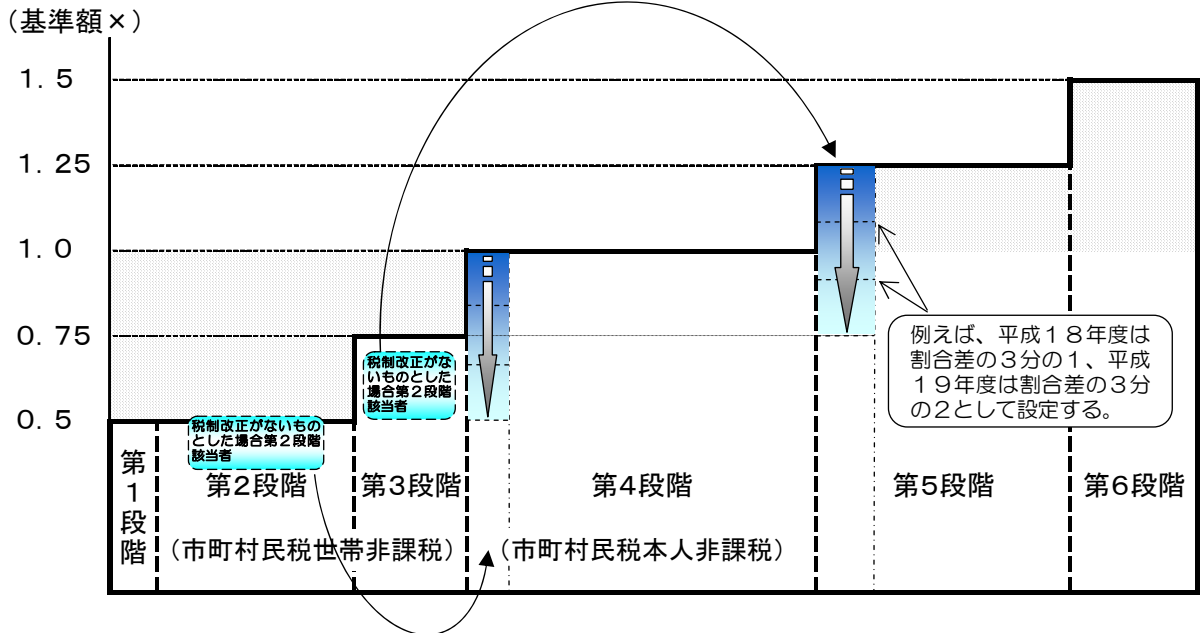 (基準額×)
1.5
1.25
1.0
0.75
0.5
税制改正がな
いものとした
場合第2段階
該当者
税制改正がないもの
とした場合第2段階
該当者
例えば、平成18年度は
割合差の3分の1、平成
19年度は割合差の3分
の2として設定する。
第1段階
第2段階
第3段階
第4段階
第5段階
第6段階
(市町村民税世帯非課税)
(市町村民税本人非課税)